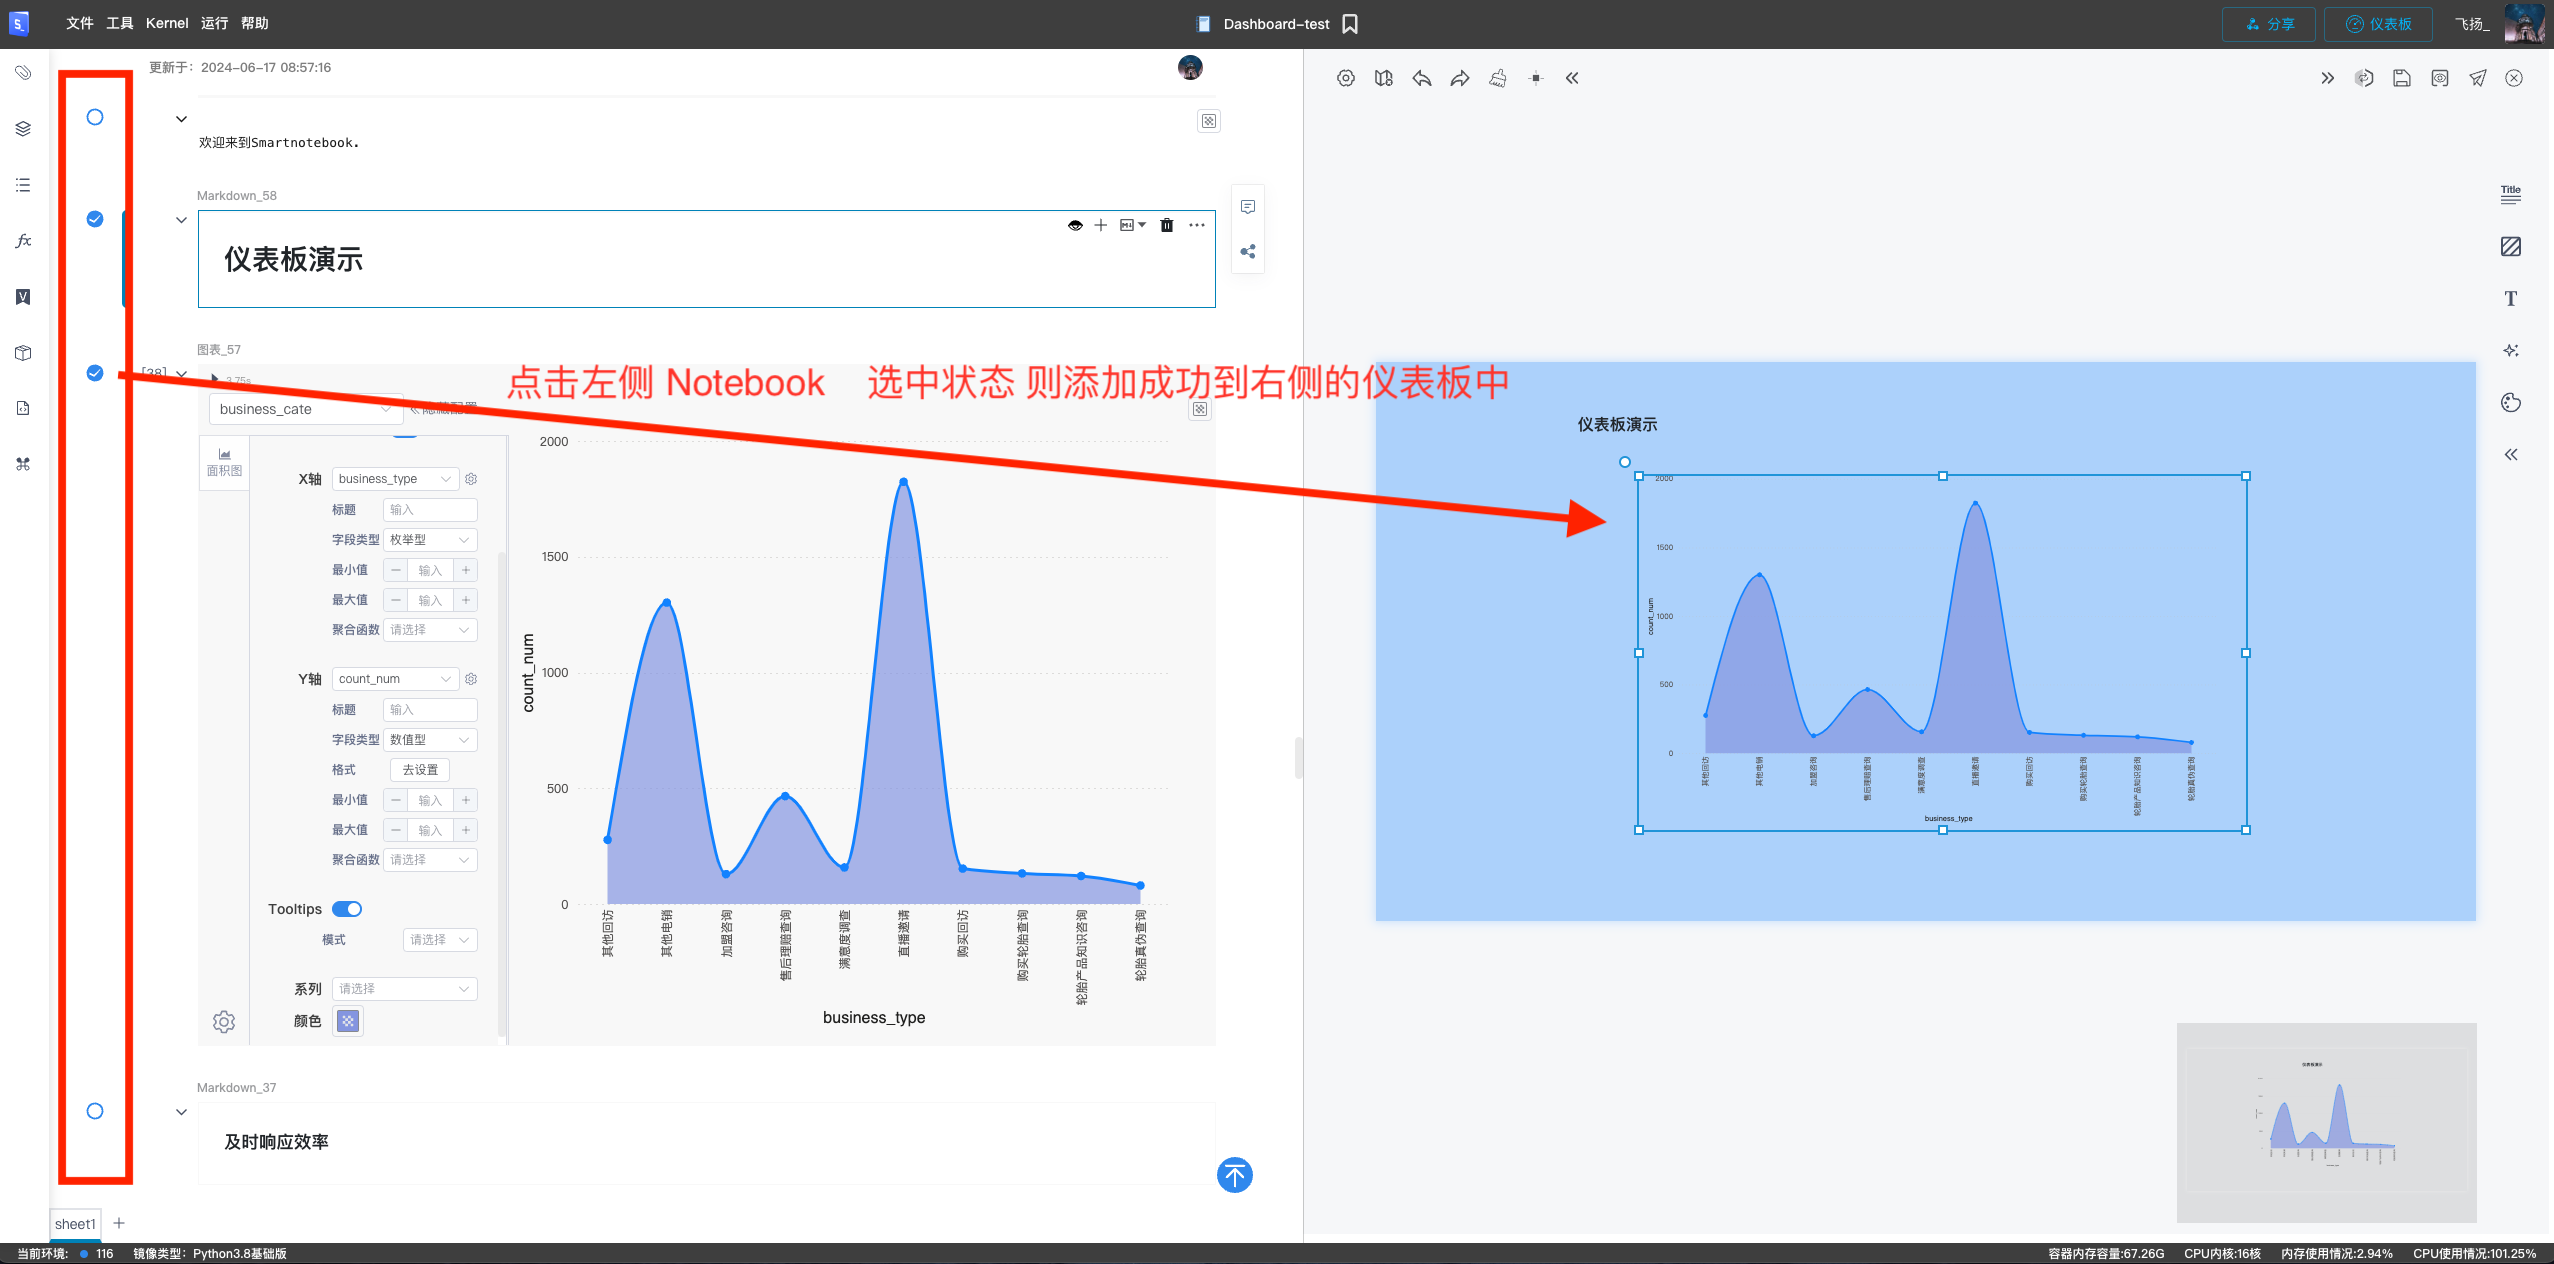 文件 工具 Kernel 运行 帮助
Dashboard-test
分享
仪表板
飞扬_
更新于: 2024-06-17 08:57:16
欢迎来到Smartnotebook.
Markdown_58
仪表板演示
图表_57
[38]
2.75s
点击左侧 Notebook 选中状态 则添加成功到右侧的仪表板中
business_cate
隐藏配置
面积图
X轴 business_type
标题 输入
字段类型 枚举型
最小值 输入
最大值 输入
聚合函数 请选择
Y轴 count_num
标题 输入
字段类型 数值型
格式 去设置
最小值 输入
最大值 输入
聚合函数 请选择
Tooltips
模式 请选择
系列 请选择
颜色
2000
1500
1000
500
0
count_num
其他回访
其他电销
加盟咨询
售后理赔查询
满意度调查
直播邀请
购买回访
购买轮胎查询
轮胎产品知识咨询
轮胎真伪查询
business_type
Markdown_37
及时响应效率
Title
T
仪表板演示
2000
1500
1000
500
0
count_num
其他回访
其他电销
加盟咨询
售后理赔查询
满意度调查
直播邀请
购买回访
购买轮胎查询
轮胎产品知识咨询
轮胎真伪查询
business_type
仪表板演示
sheet1
当前环境: 116 镜像类型: Python3.8基础版
容器内存容量:67.26G CPU内核:16核 内存使用情况:2.94% CPU使用情况:101.25%